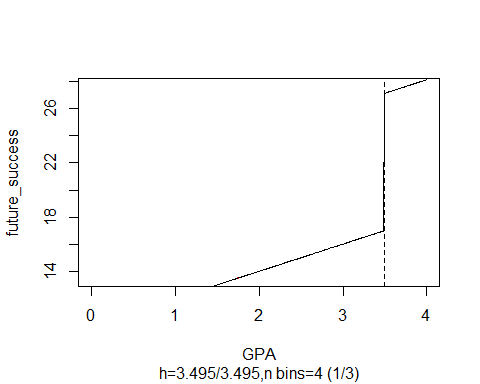 future_success
26
22
18
14
0 1 2 3 4
GPA
h=3.495/3.495,n bins=4 (1/3)